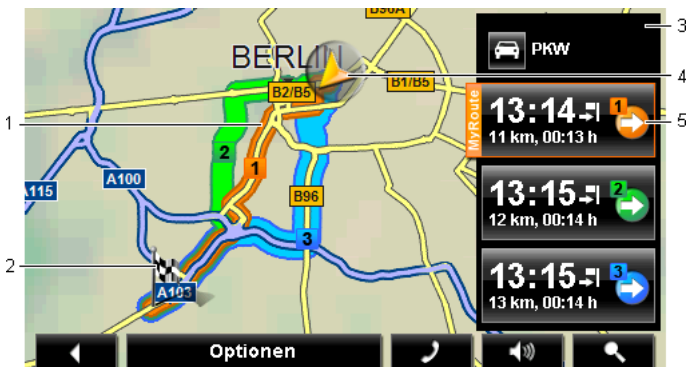 B96A
BERLIN
3
PKW
4
B2/B5
B1/B5
1
MyRoute
13:14
1
11 km, 00:13 h
5
2
1
A100
A115
B96
13:15
2
12 km, 00:14 h
3
2
A103
13:15
3
13 km, 00:14 h
Optionen